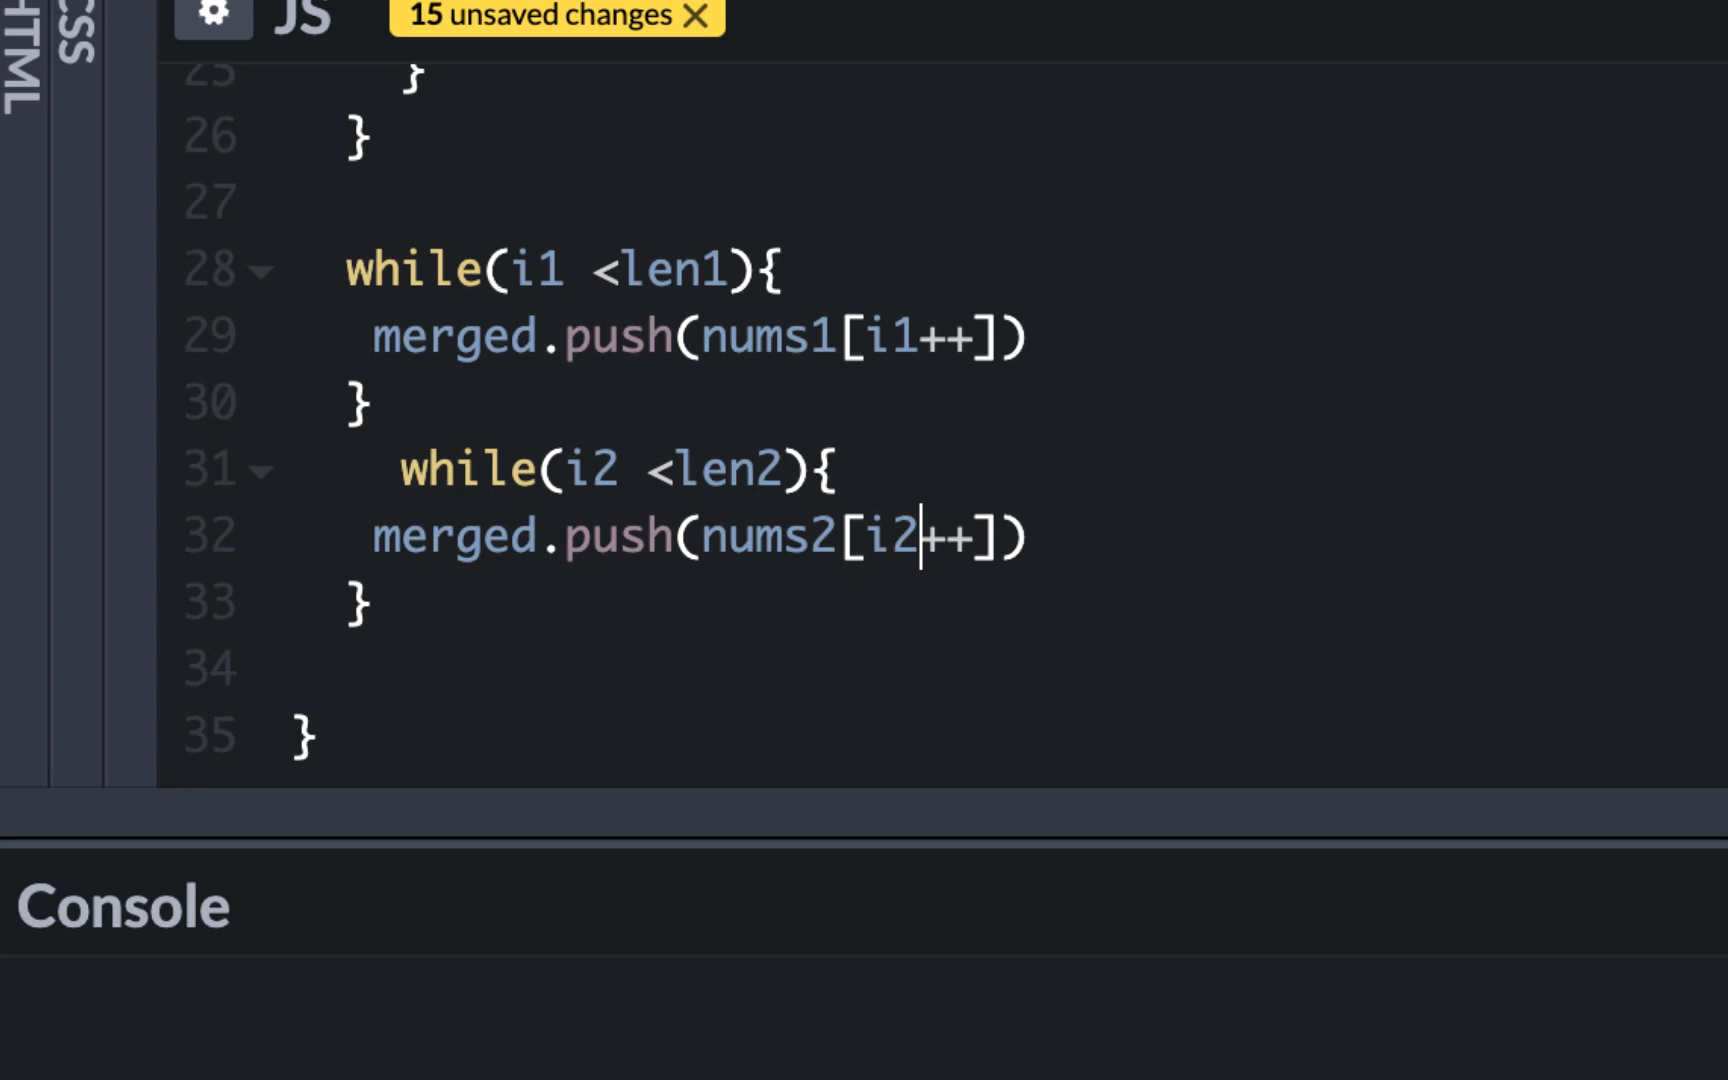 HTML
CSS
JS
15 unsaved changes
25 }
26 }
27
28 while(i1 <len1){
29 merged.push(nums1[i1++])
30 }
31 while(i2 <len2){
32 merged.push(nums2[i2++])
33 }
34
35 }
Console